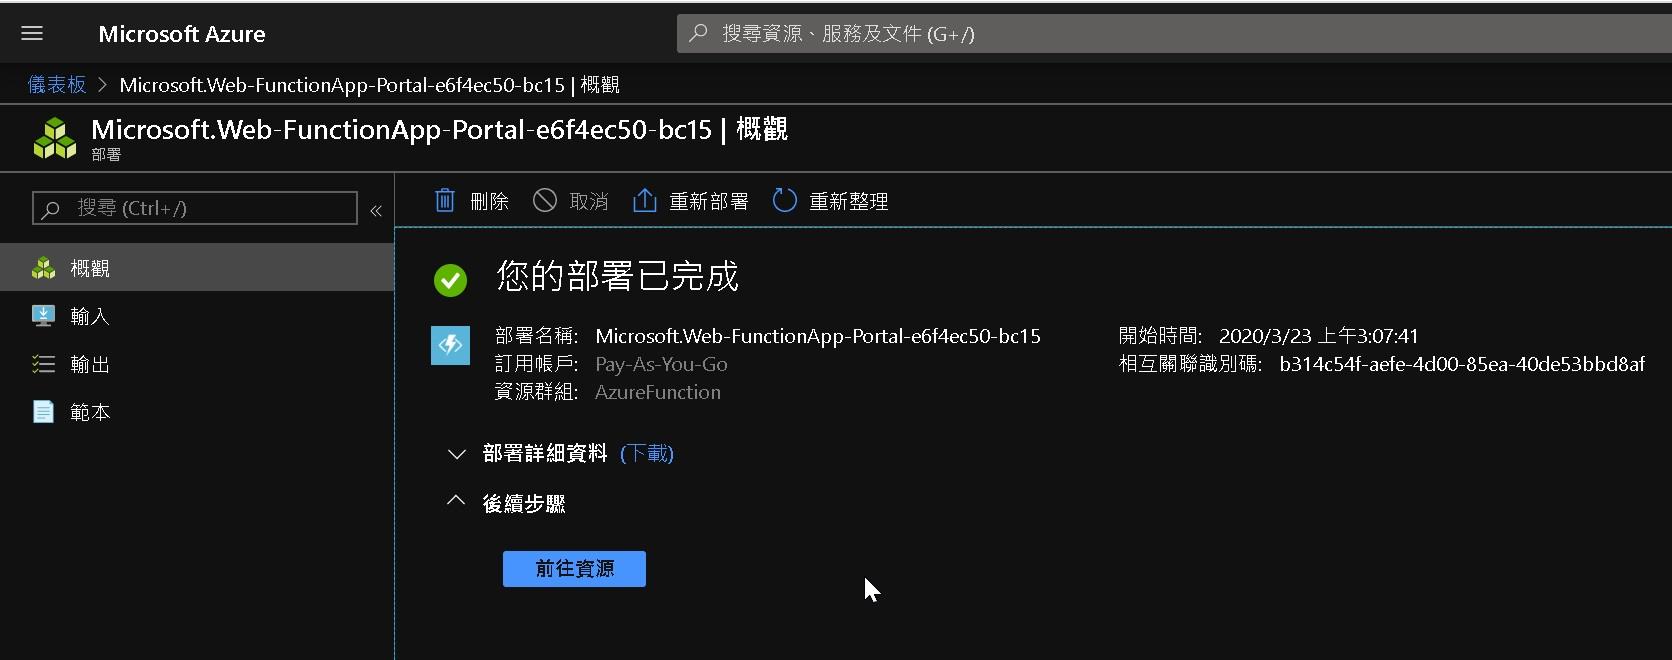 Microsoft Azure
搜尋資源、服務及文件 (G+/)
儀表板 > Microsoft.Web-FunctionApp-Portal-e6f4ec50-bc15 | 概觀
Microsoft.Web-FunctionApp-Portal-e6f4ec50-bc15 | 概觀
部署
搜尋 (Ctrl+/)
«
刪除 取消 重新部署 重新整理
概觀
輸入
輸出
範本
您的部署已完成
部署名稱: Microsoft.Web-FunctionApp-Portal-e6f4ec50-bc15
訂用帳戶: Pay-As-You-Go
資源群組: AzureFunction
開始時間: 2020/3/23 上午3:07:41
相互關聯識別碼: b314c54f-aefe-4d00-85ea-40de53bbd8af
部署詳細資料 (下載)
後續步驟
前往資源